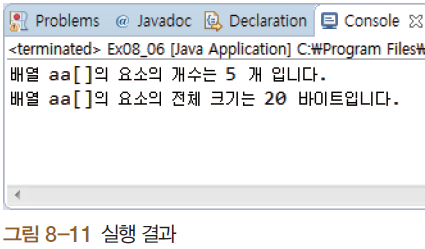 Problems @ Javadoc Declaration Console
<terminated> Ex08_06 [Java Application] C:₩Program Files₩
배열 aa[]의 요소의 개수는 5 개 입니다.
배열 aa[]의 요소의 전체 크기는 20 바이트입니다.
그림 8-11 실행 결과